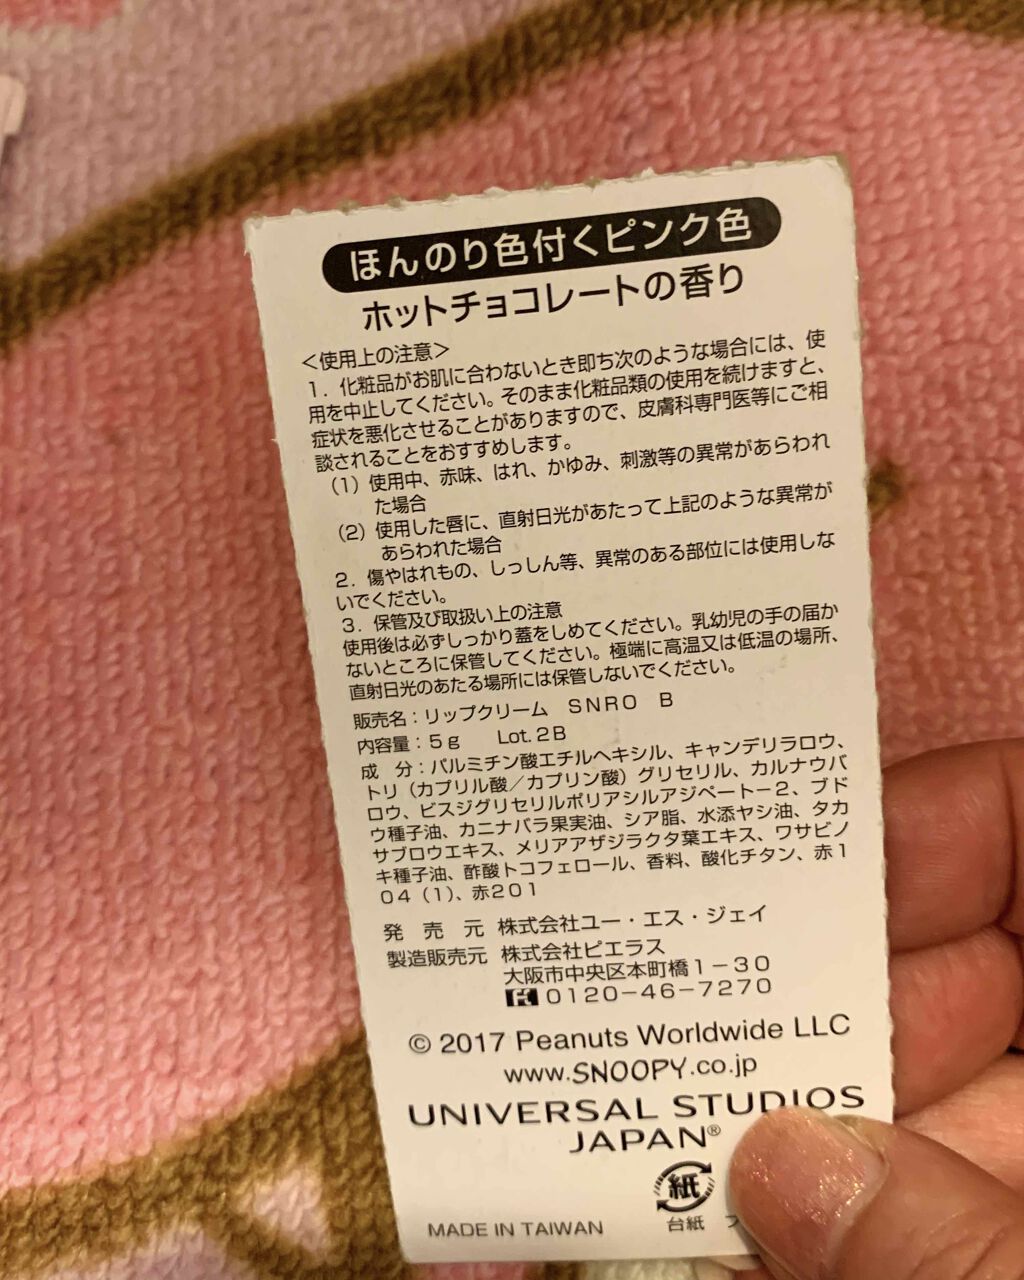 ほんのり色付くピンク色
ホットチョコレートの香り
＜使用上の注意＞
１．化粧品がお肌に合わないとき即ち次のような場合には、使
用を中止してください。そのまま化粧品類の使用を続けますと、
症状を悪化させることがありますので、皮膚科専門医等にご相
談されることをおすすめします。
（1）使用中、赤味、はれ、かゆみ、刺激等の異常があらわれ
た場合
（2）使用した唇に、直射日光があたって上記のような異常が
あらわれた場合
２．傷やはれもの、しっしん等、異常のある部位には使用しな
いでください。
３．保管及び取扱い上の注意
使用後は必ずしっかり蓋をしめてください。乳幼児の手の届か
ないところに保管してください。極端に高温又は低温の場所、
直射日光のあたる場所には保管しないでください。
販売名：リップクリーム　ＳＮＲＯ　Ｂ
内容量：５ｇ　Lot.２Ｂ
成　分：パルミチン酸エチルヘキシル、キャンデリラロウ、
トリ（カプリル酸／カプリン酸）グリセリル、カルナウバ
ロウ、ビスジグリセリルポリアシルアジペート－２、ブド
ウ種子油、カニナバラ果実油、シア脂、水添ヤシ油、タカ
サブロウエキス、メリアアザジラクタ葉エキス、ワサビノ
キ種子油、酢酸トコフェロール、香料、酸化チタン、赤１
０４（１）、赤２０１
発　売　元　株式会社ユー・エス・ジェイ
製造販売元　株式会社ピエラス
大阪市中央区本町橋１－３０
０１２０－４６－７２７０
© 2017 Peanuts Worldwide LLC
www.SNOOPY.co.jp
UNIVERSAL STUDIOS
JAPAN®
紙
台紙
MADE IN TAIWAN